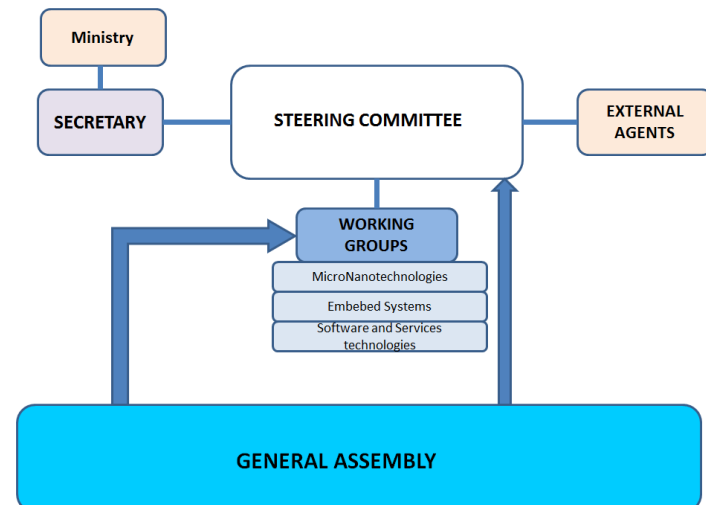 Ministry
SECRETARY
STEERING COMMITTEE
EXTERNAL
AGENTS
WORKING
GROUPS
MicroNanotechnologies
Embebed Systems
Software and Services
technologies
GENERAL ASSEMBLY